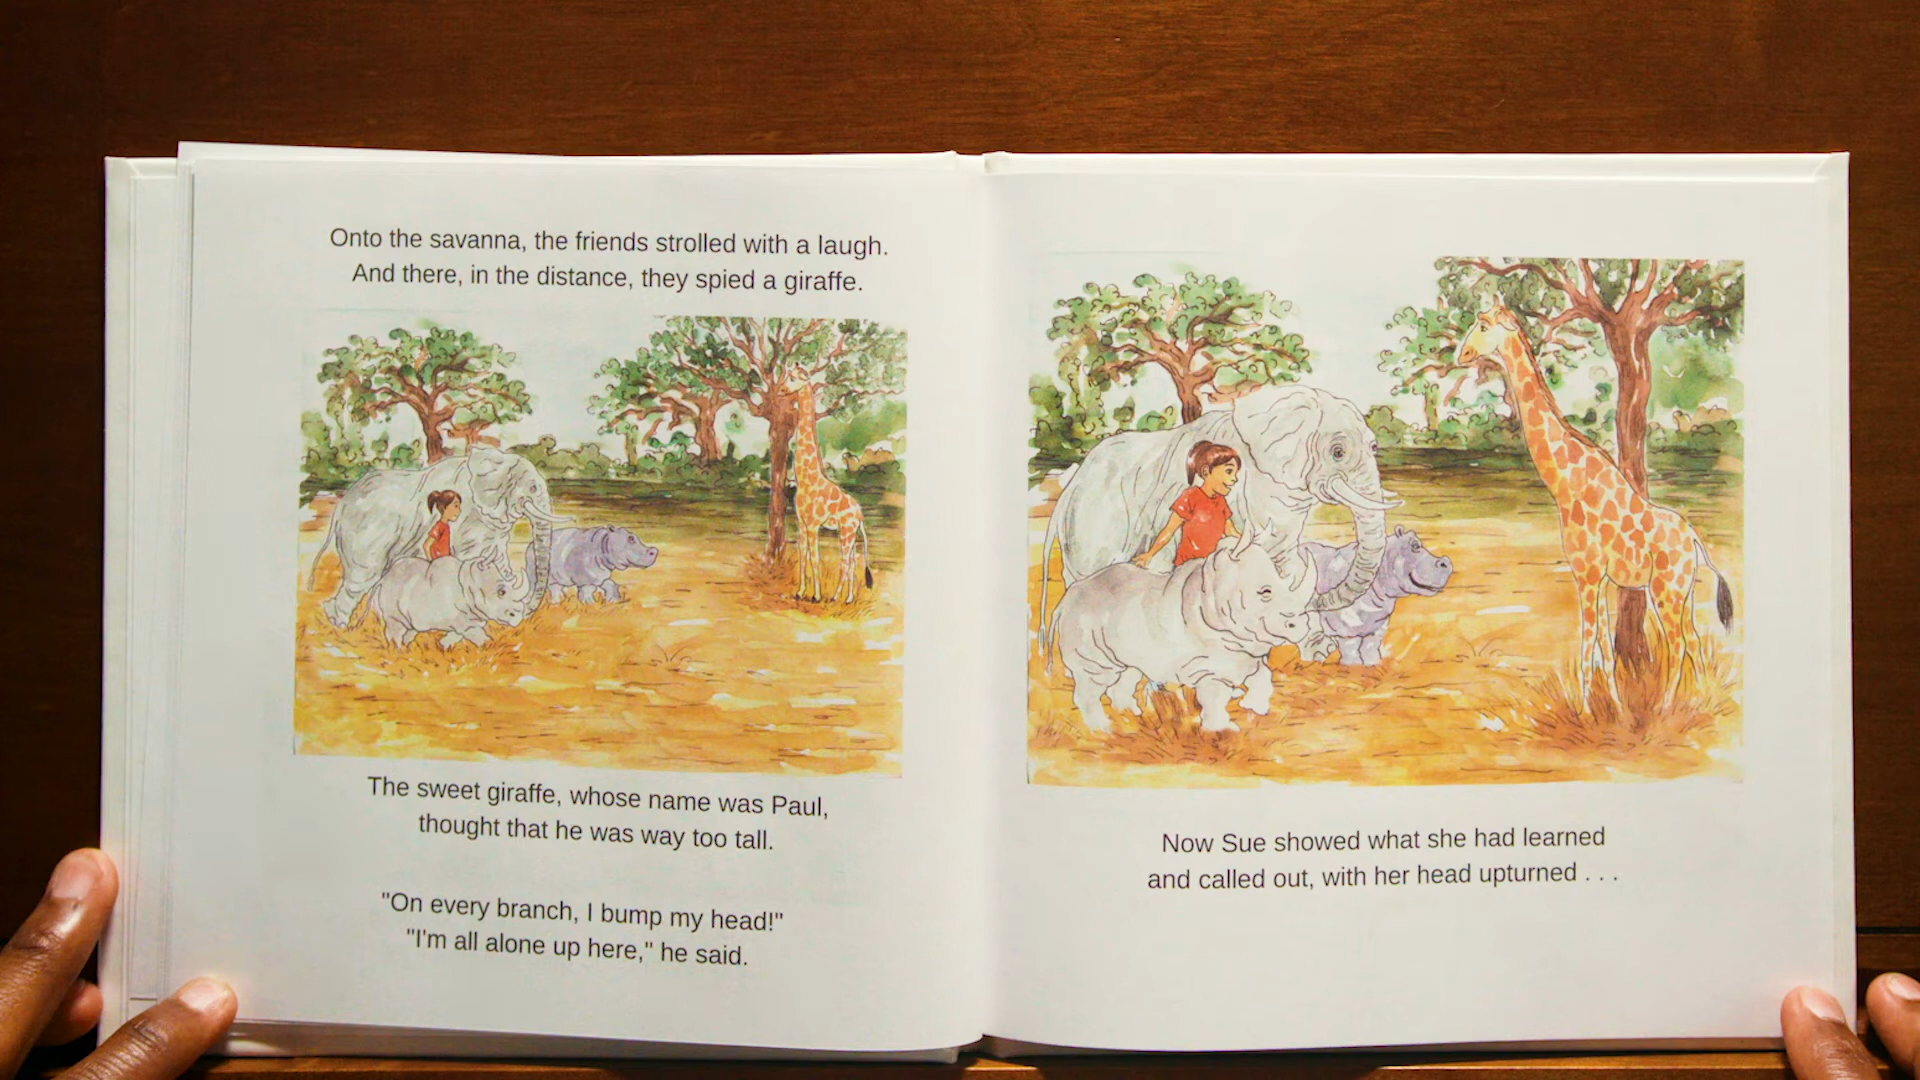 Onto the savanna, the friends strolled with a laugh.
And there, in the distance, they spied a giraffe.
The sweet giraffe, whose name was Paul,
thought that he was way too tall.
"On every branch, I bump my head!"
"I'm all alone up here," he said.
Now Sue showed what she had learned
and called out, with her head upturned . . .